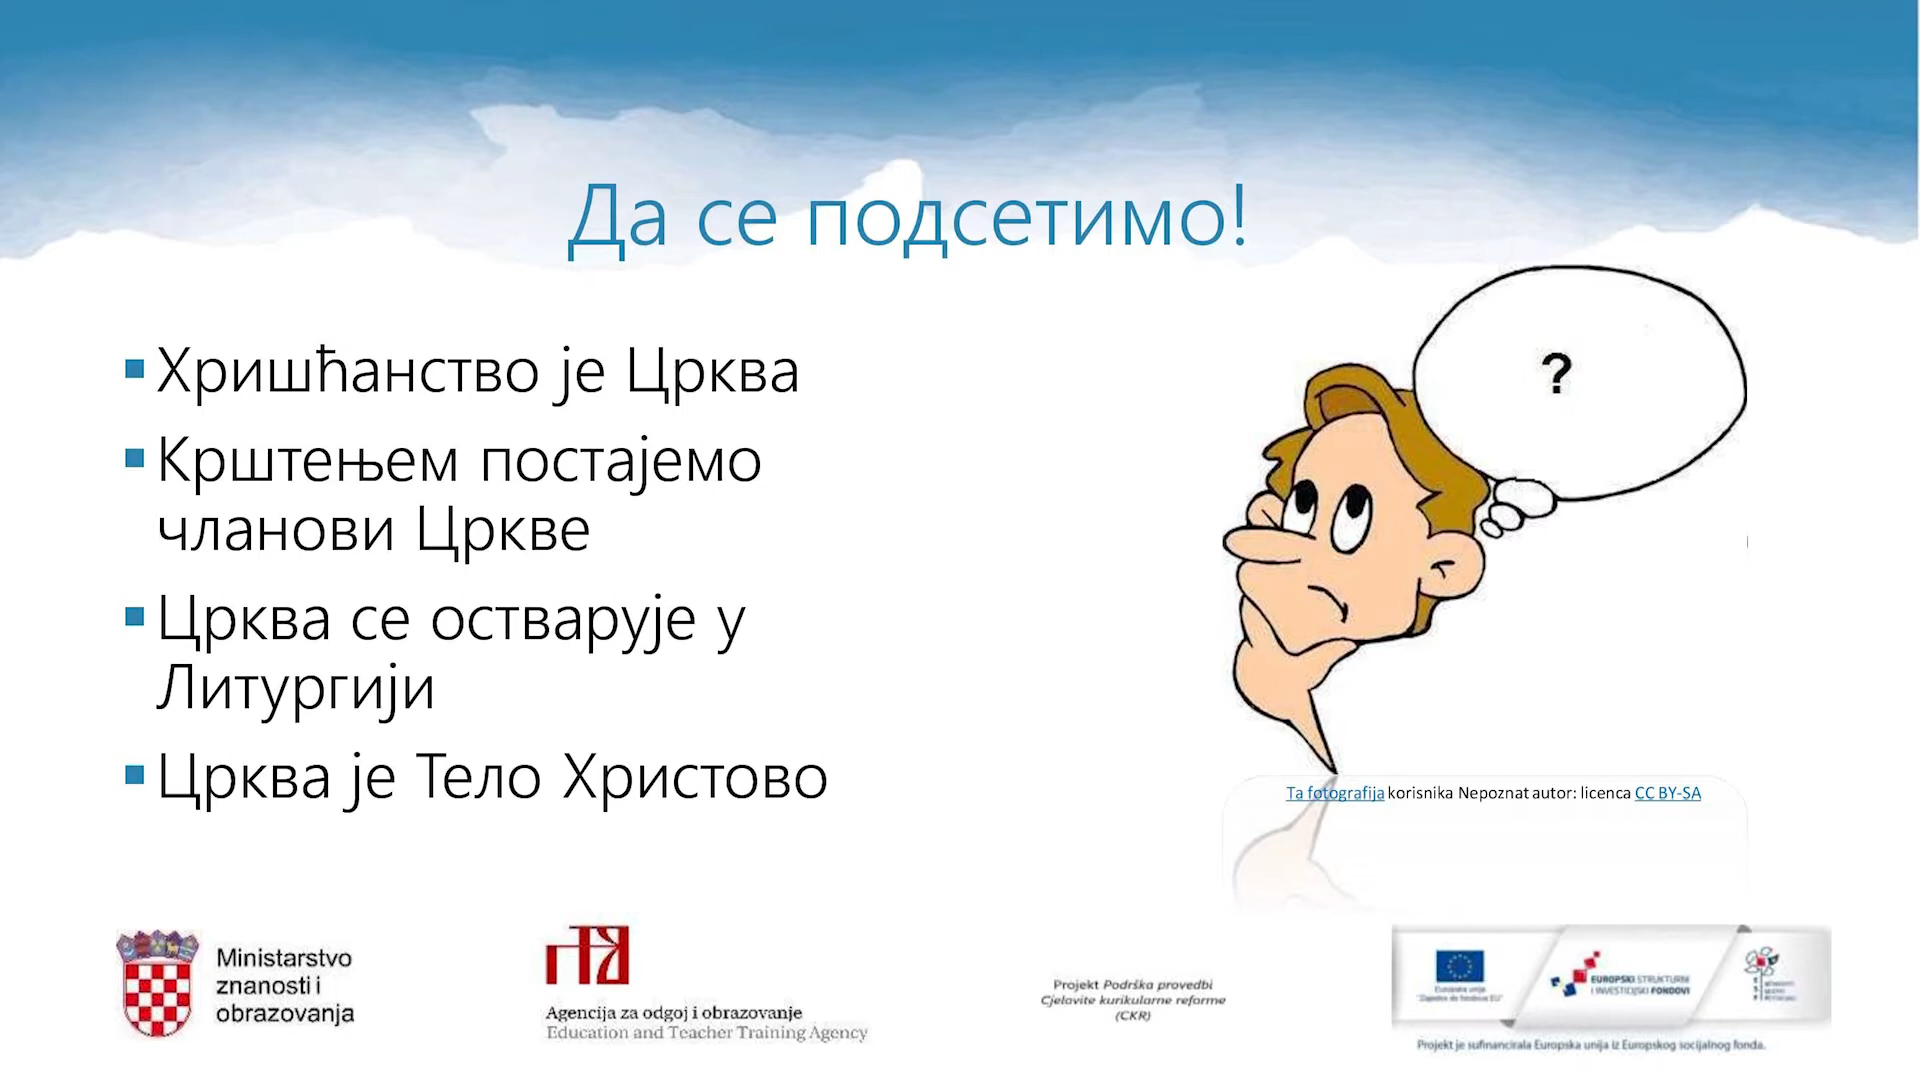 Да се подсетимо!
Хришћанство је Црква
Крштењем постајемо
чланови Цркве
Црква се остварује у
Литургији
Црква је Тело Христово
?
Ta fotografija korisnika Nepoznat autor: licenca CC BY-SA
Ministarstvo
znanosti i
obrazovanja
Agencija za odgoj i obrazovanje
Education and Teacher Training Agency
Projekt Podrška provedbi
Cjelovite kurikularne reforme
(CKR)
EUROPSKI STRUKTURNI
I INVESTICIJSKI FONDOVI
Projekt je sufinancirala Europska unija iz Europskog socijalnog fonda.